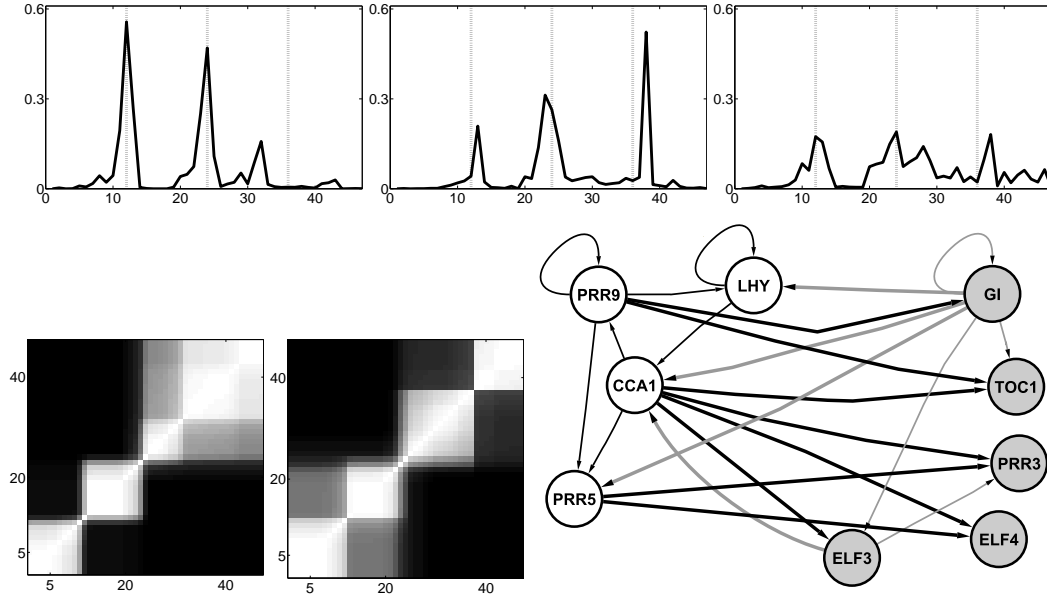 0.6 0.6 0.6
0.3 0.3 0.3
0 0 0
0 10 20 30 40 0 10 20 30 40 0 10 20 30 40
PRR9 LHY GI
CCA1 TOC1
PRR5 PRR3
ELF3 ELF4
40 40
20 20
5 5
5 20 40 5 20 40